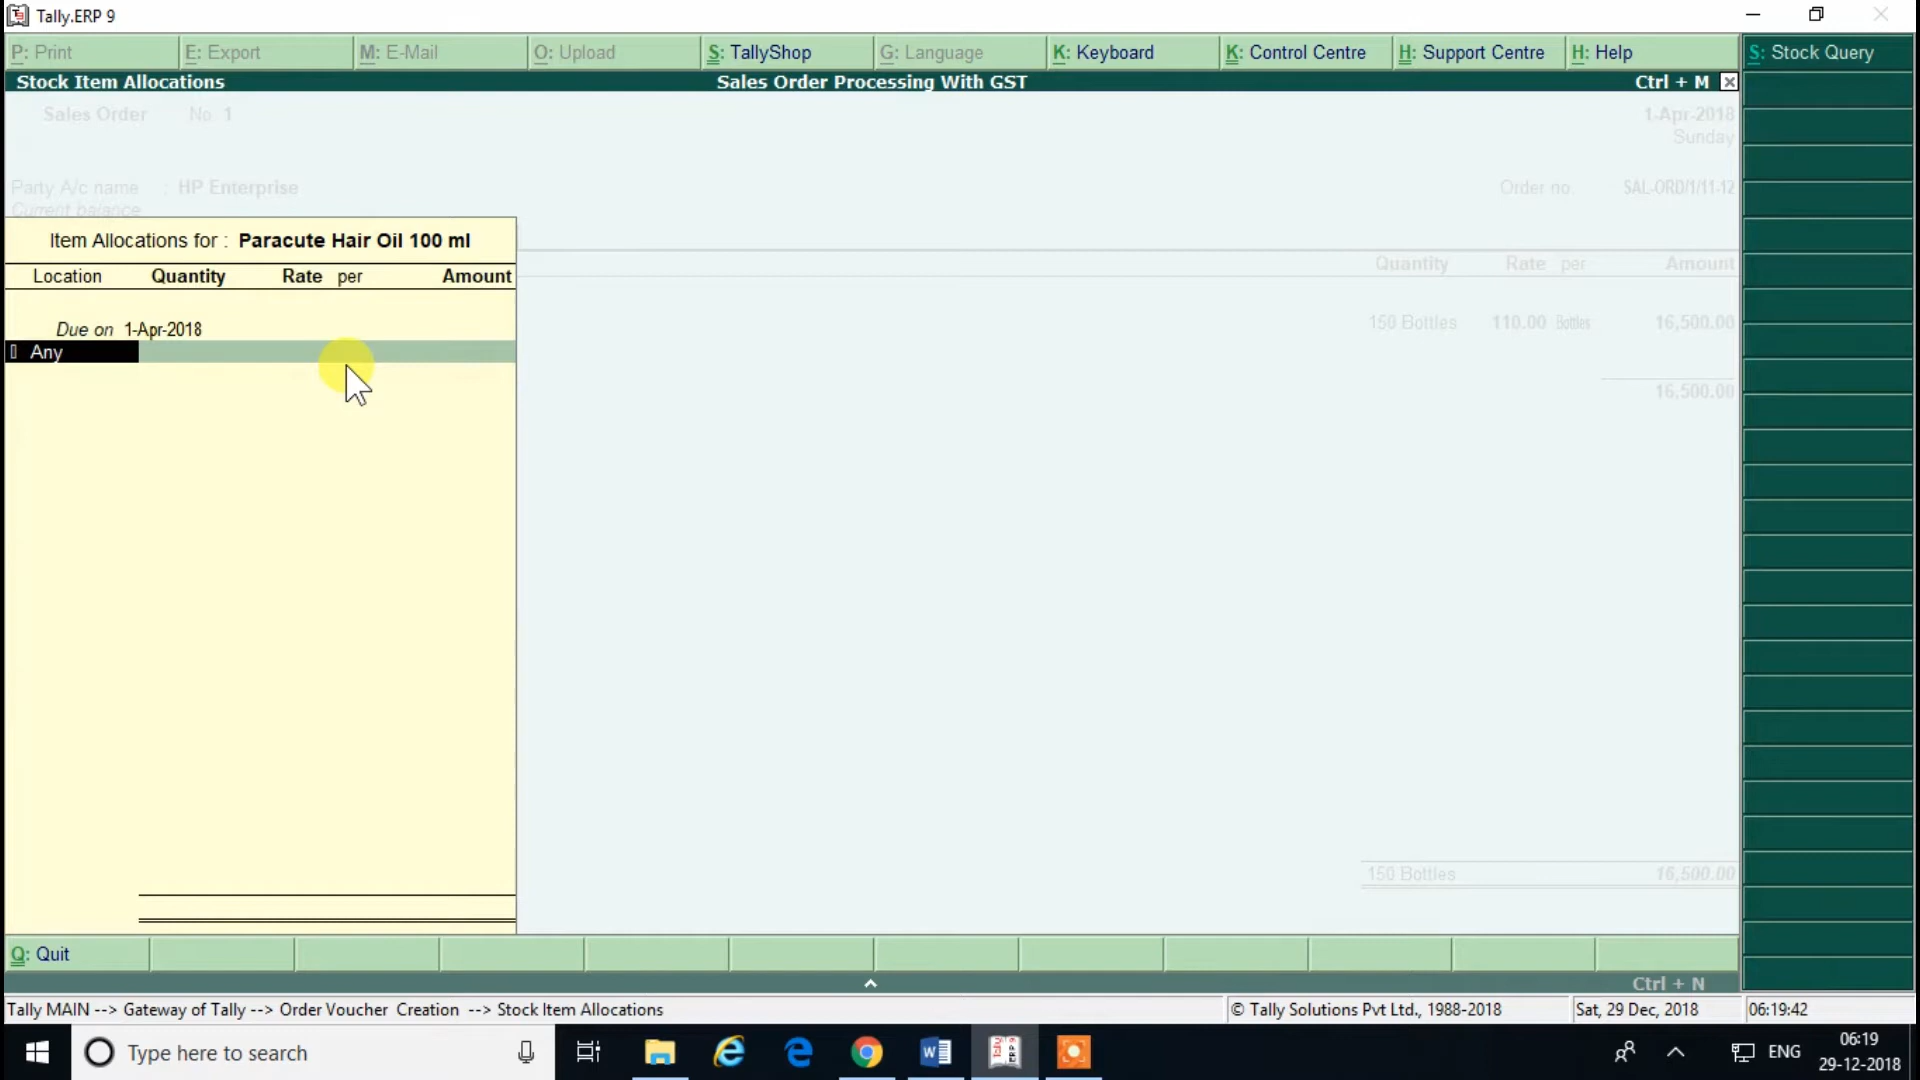 Tally.ERP 9
P: Print E: Export M: E-Mail O: Upload S: TallyShop G: Language K: Keyboard K: Control Centre H: Support Centre H: Help S: Stock Query
Stock Item Allocations Sales Order Processing With GST Ctrl + M
Sales Order No. 1 1-Apr-2018
Sunday
Party A/c name : HP Enterprise Order no. SAL-ORD/1/11-12
Current balance
Item Allocations for : Paracute Hair Oil 100 ml
Quantity Rate per Amount
Location Quantity Rate per Amount
150 Bottles 110.00 Bottles 16,500.00
Due on 1-Apr-2018
Any
16,500.00
150 Bottles 16,500.00
Q: Quit
Ctrl + N
Tally MAIN --> Gateway of Tally --> Order Voucher Creation --> Stock Item Allocations © Tally Solutions Pvt Ltd., 1988-2018 Sat, 29 Dec, 2018 06:19:42
Type here to search ENG 06:19
29-12-2018